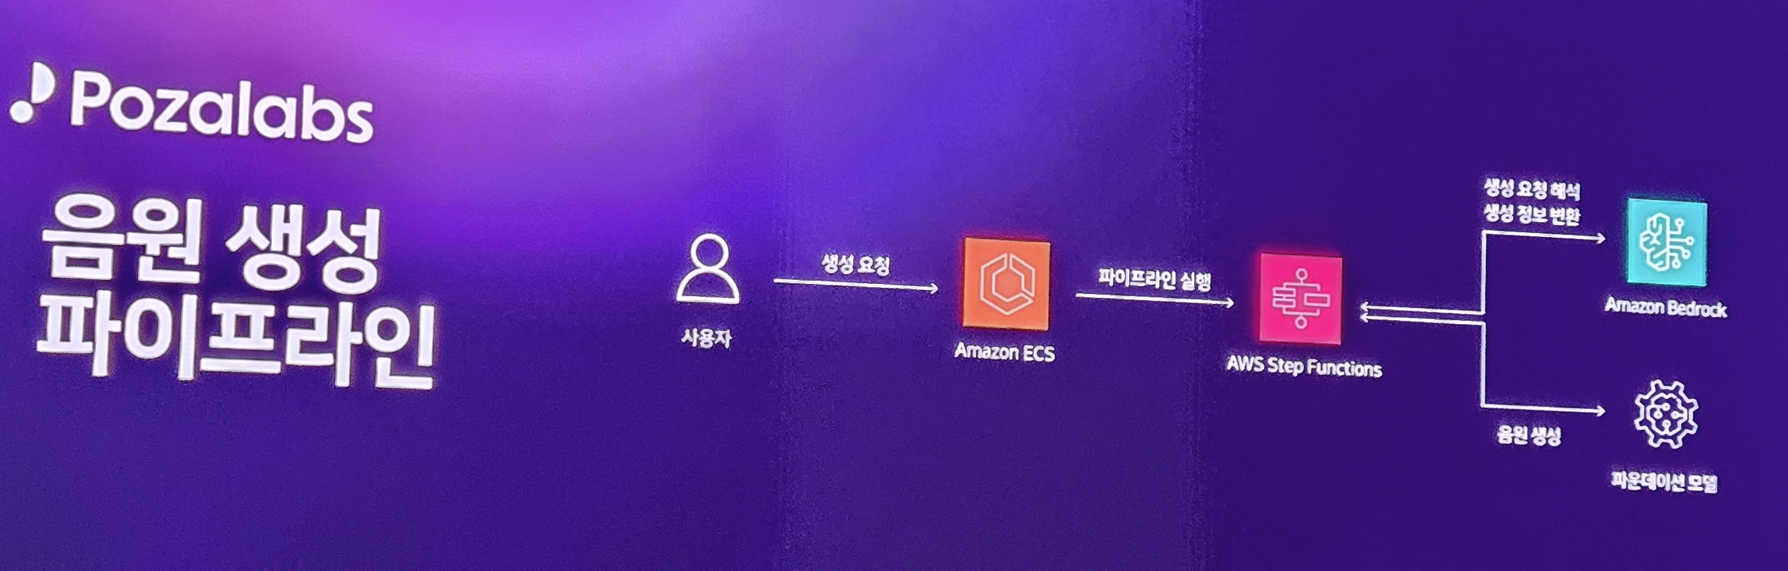 Pozalabs
음원 생성
파이프라인
사용자
생성 요청
Amazon ECS
파이프라인 실행
AWS Step Functions
생성 요청 해석
생성 정보 변환
Amazon Bedrock
음원 생성
파운데이션 모델